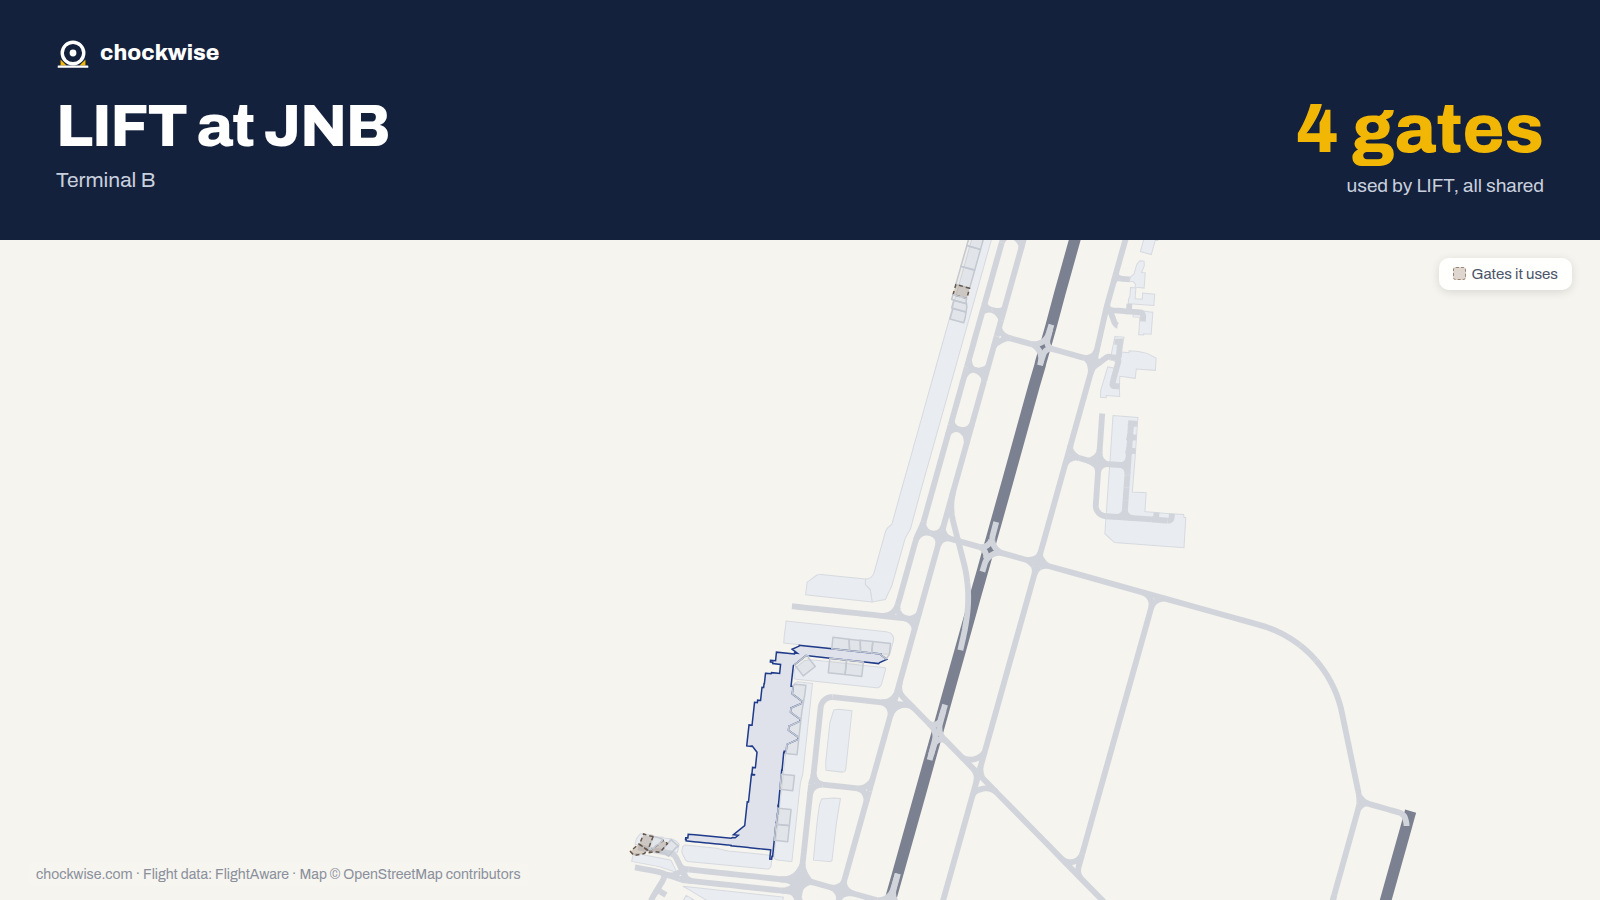 chockwise
LIFT at JNB
Terminal B
4 gates
used by LIFT, all shared
Gates it uses
chockwise.com · Flight data: FlightAware · Map © OpenStreetMap contributors